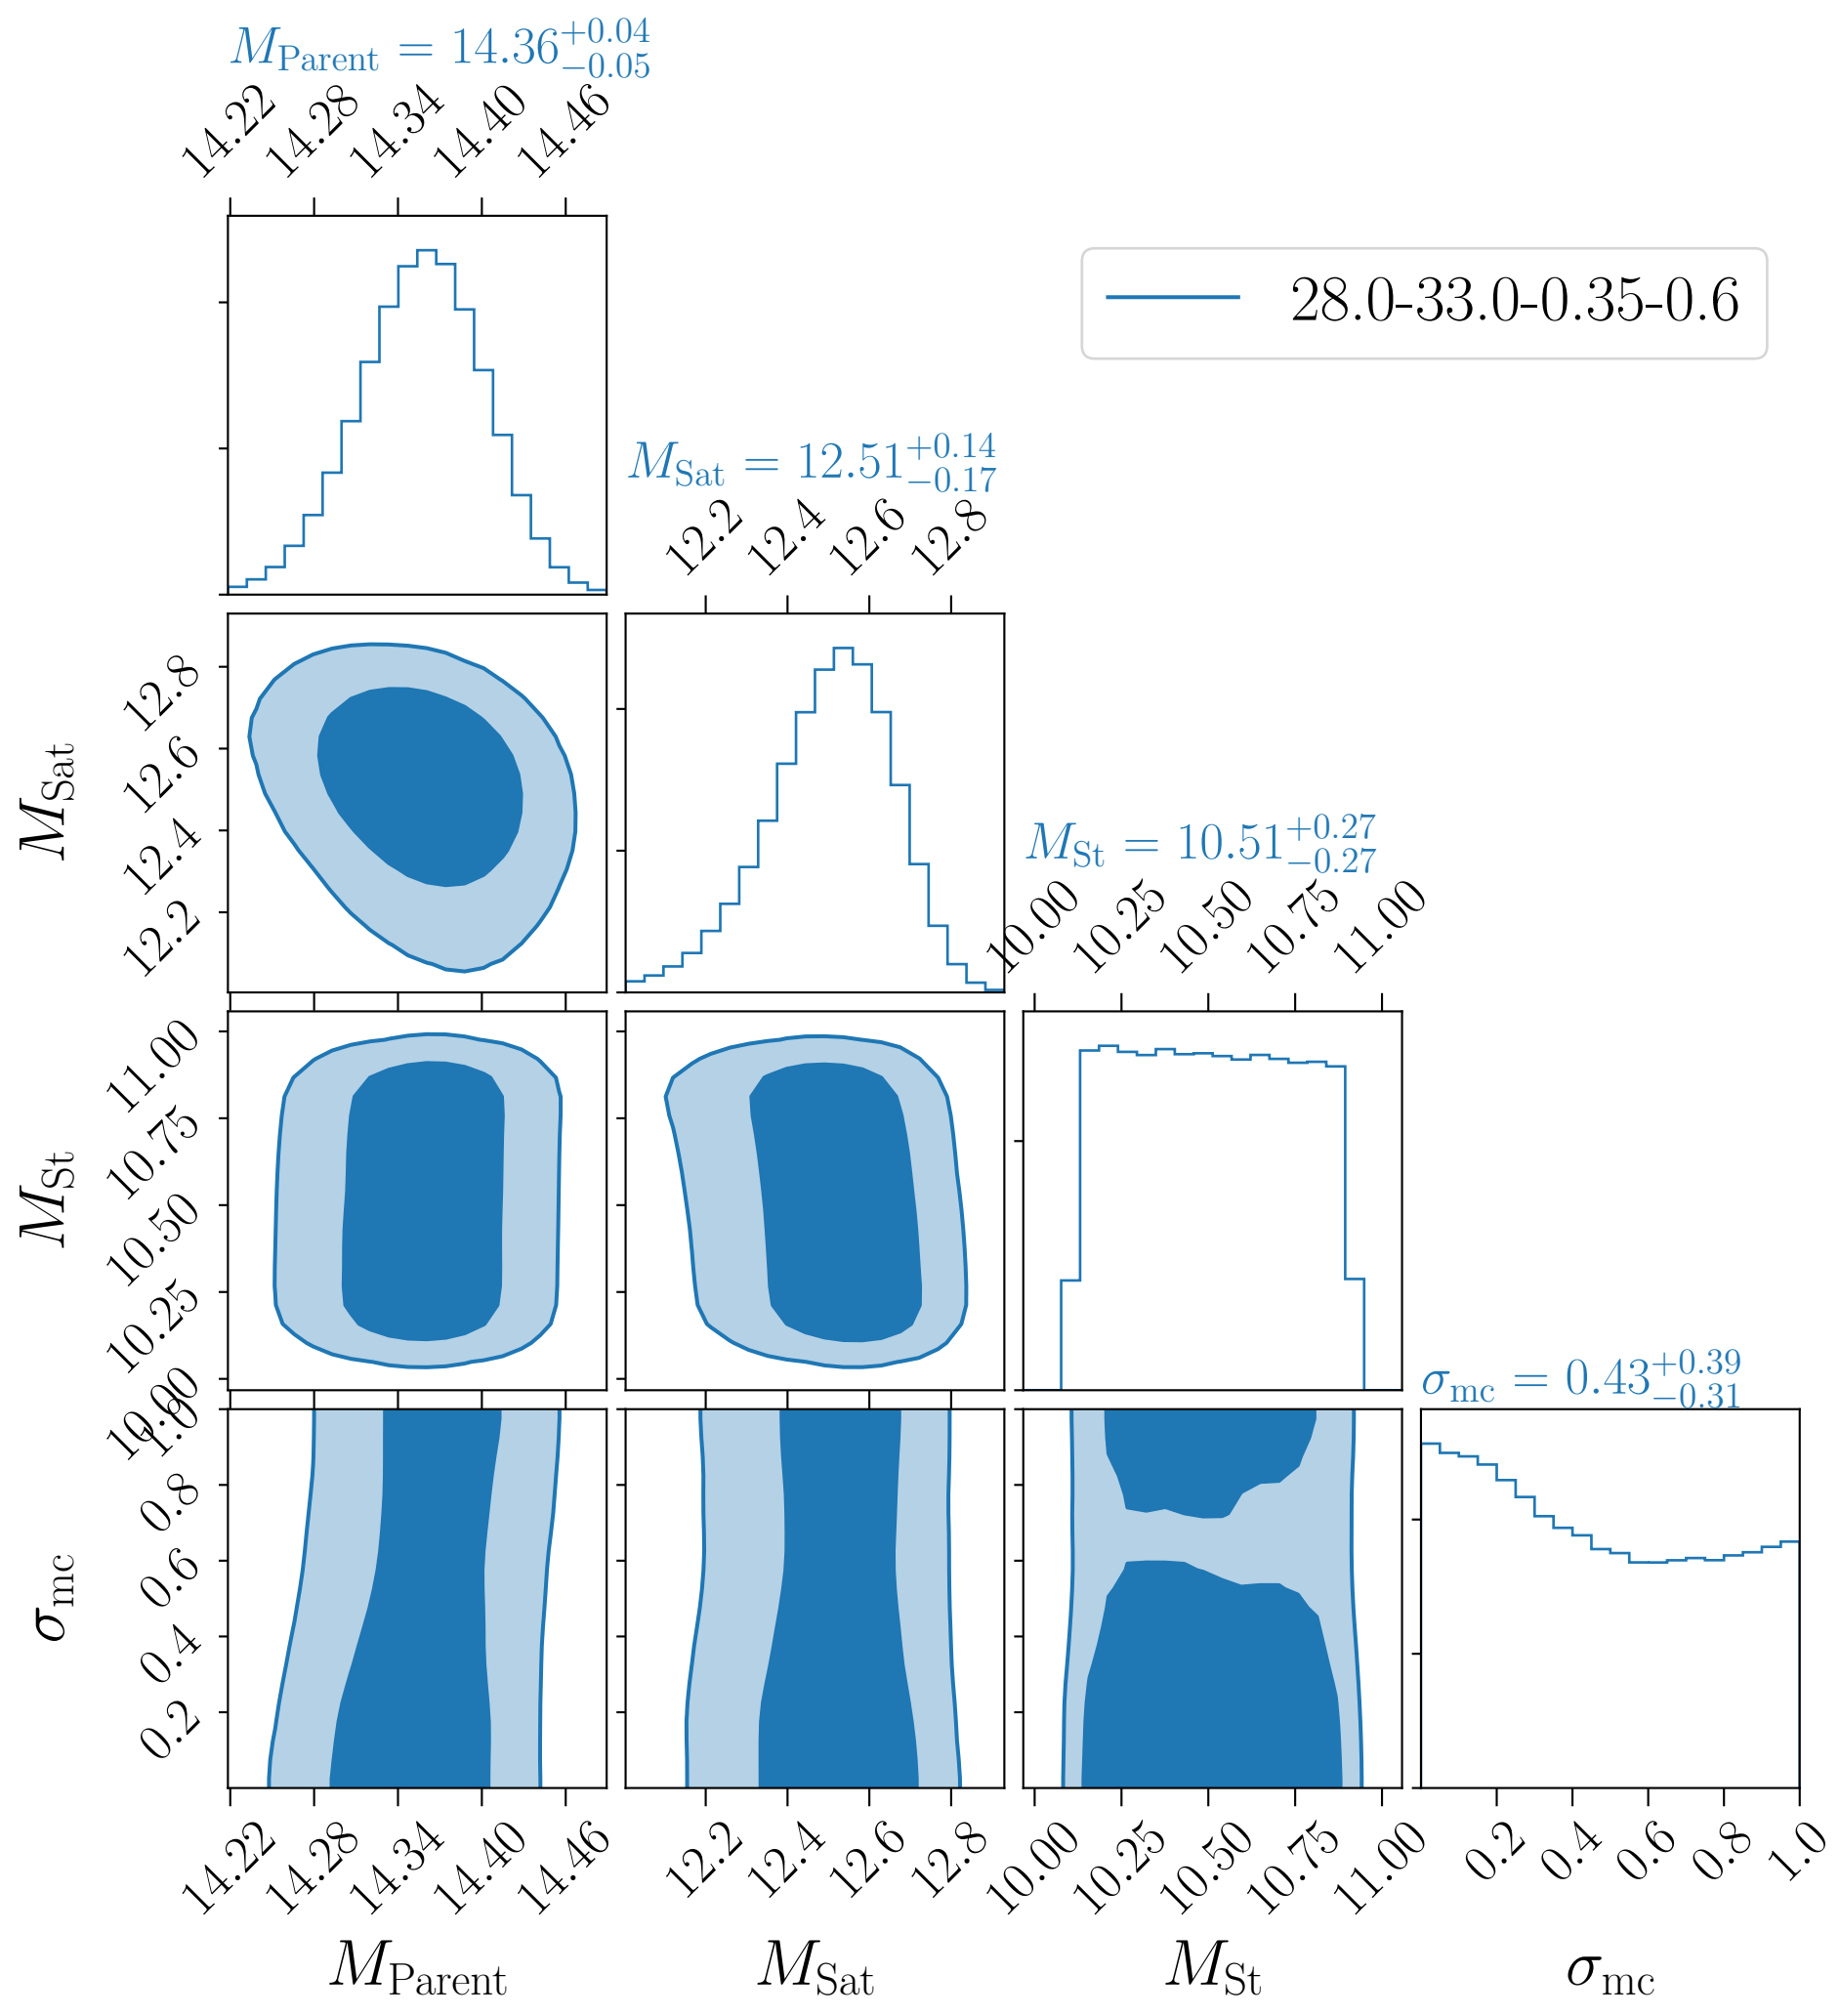 M_Parent = 14.36^{+0.04}_{-0.05}
14.22 14.28 14.34 14.40 14.46
28.0-33.0-0.35-0.6
M_Sat = 12.51^{+0.14}_{-0.17}
12.2 12.4 12.6 12.8
M_Sat
12.8
12.6
12.4
12.2
M_St = 10.51^{+0.27}_{-0.27}
10.00 10.25 10.50 10.75 11.00
M_St
11.00
10.75
10.50
10.25
10.00
σ_mc = 0.43^{+0.39}_{-0.31}
σ_mc
1.0
0.8
0.6
0.4
0.2
14.22 14.28 14.34 14.40 14.46 12.2 12.4 12.6 12.8 10.00 10.25 10.50 10.75 11.00 0.2 0.4 0.6 0.8 1.0
M_Parent M_Sat M_St σ_mc